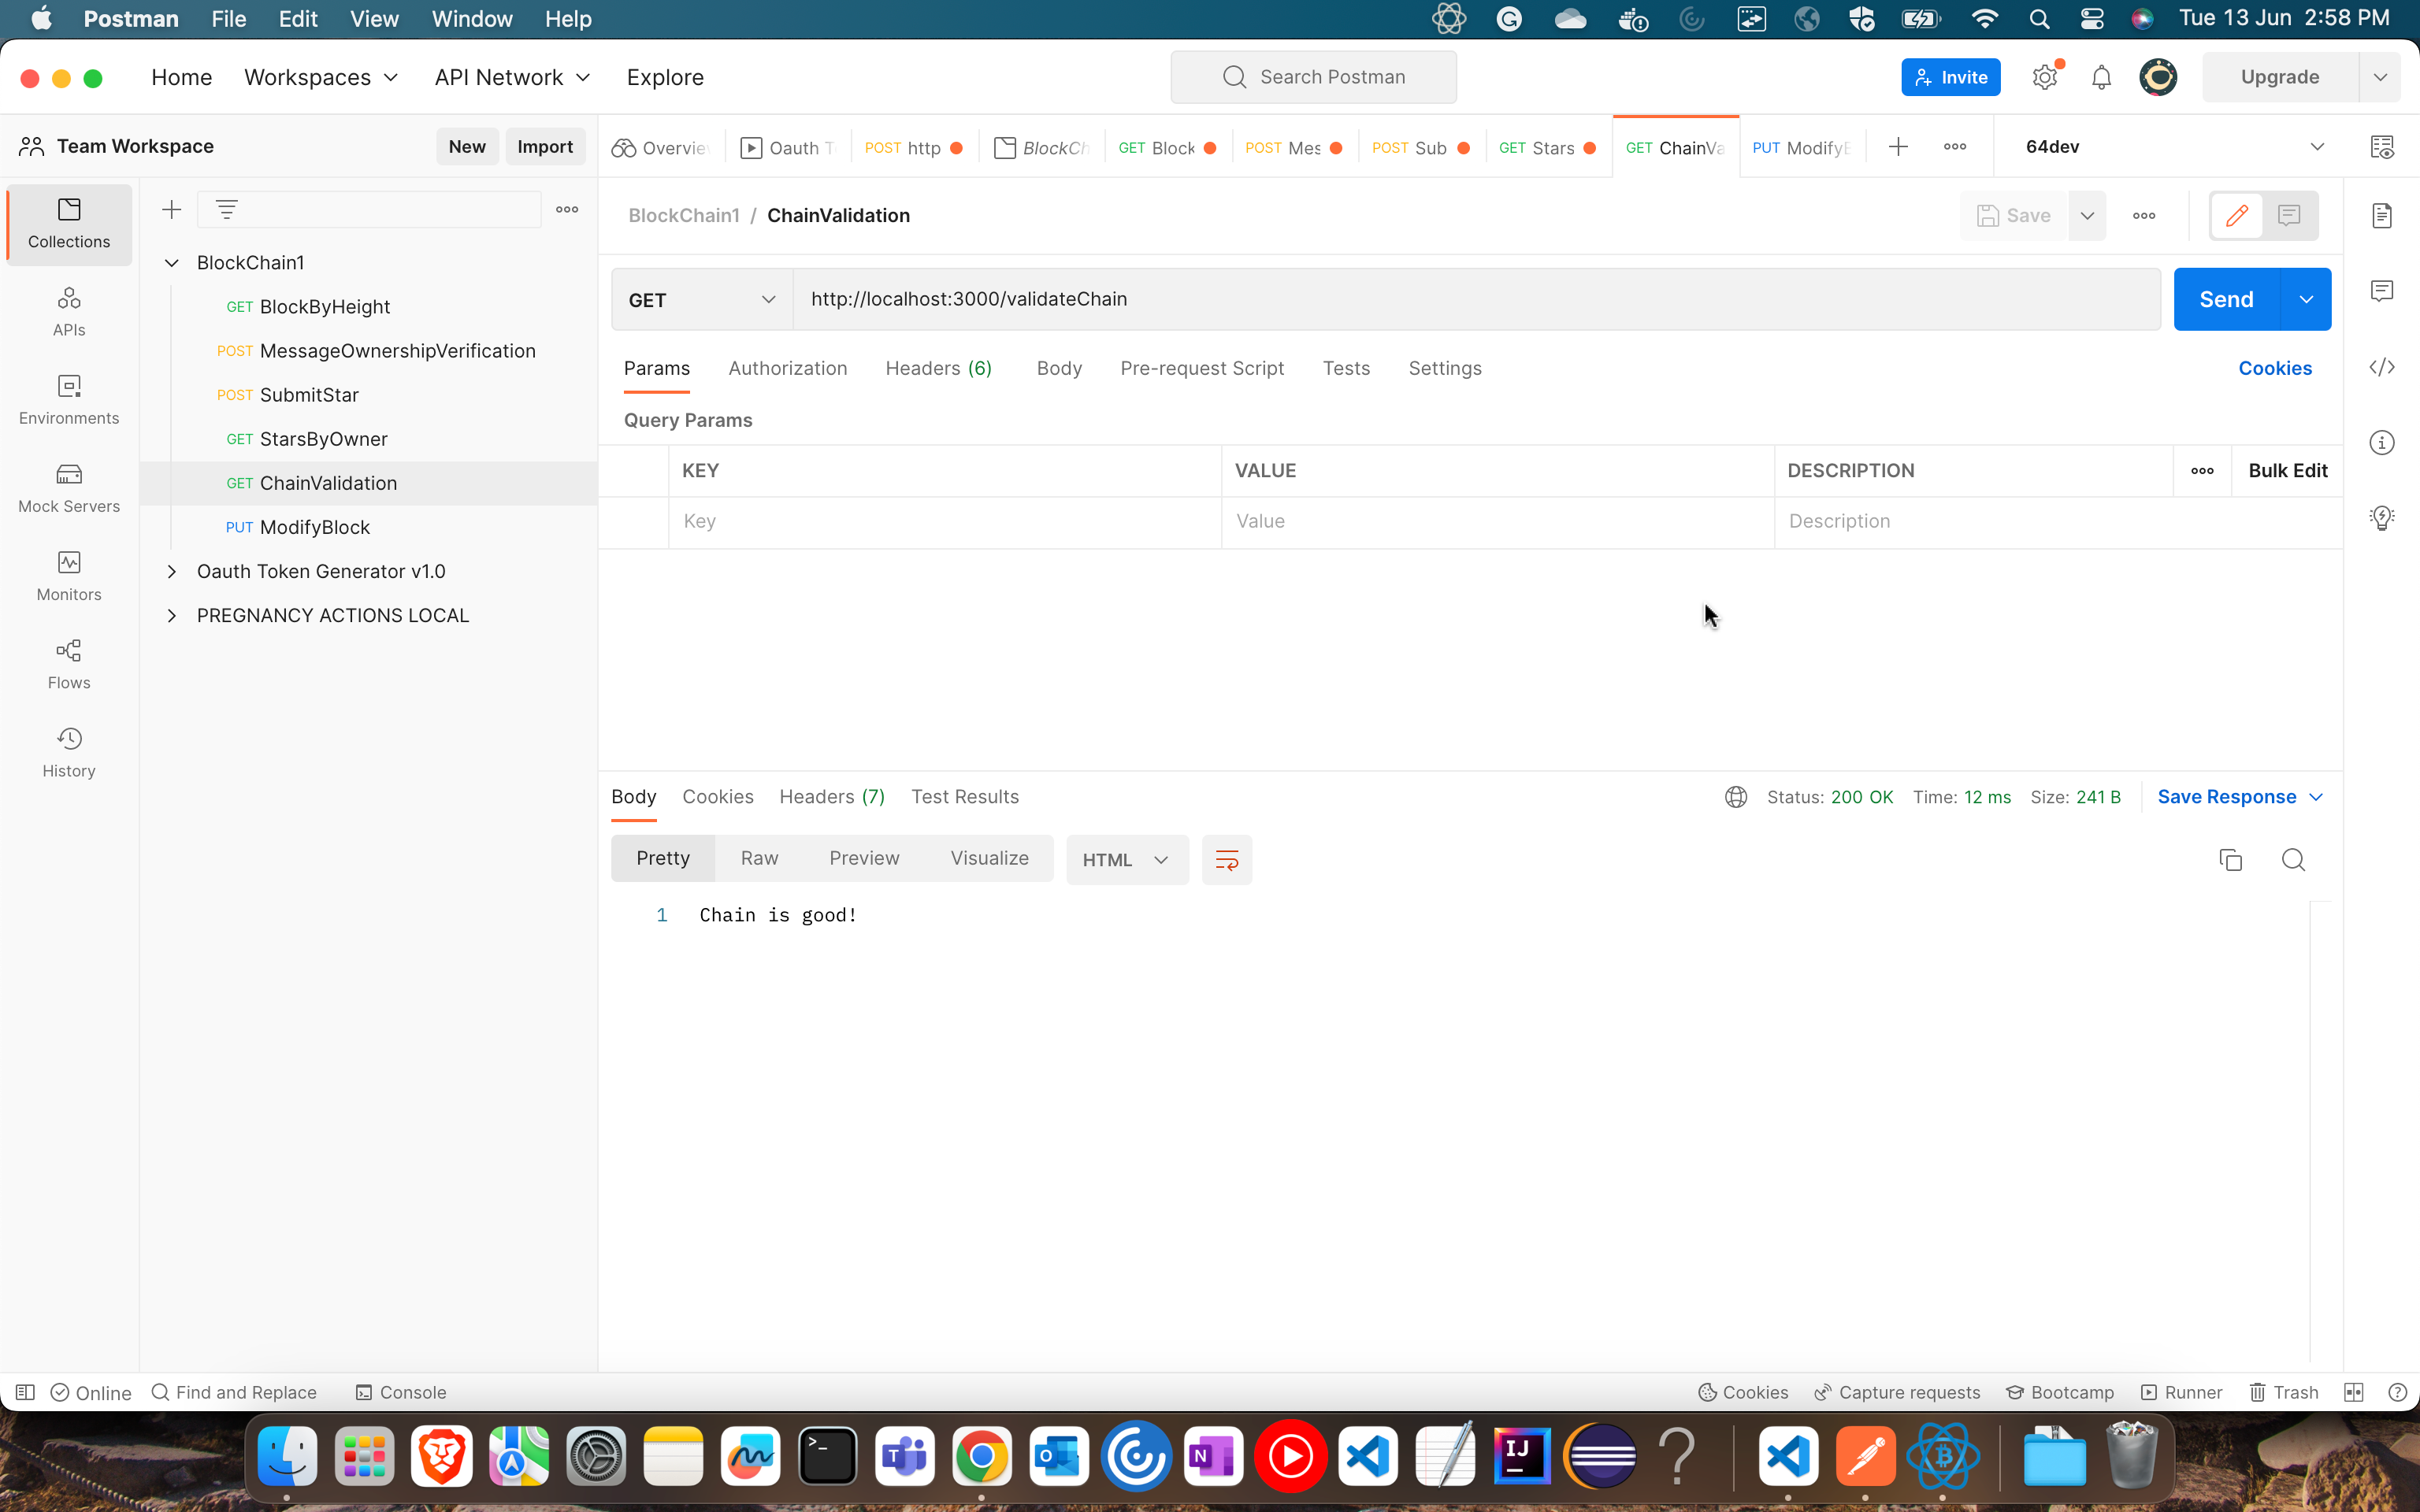 Postman File Edit View Window Help Tue 13 Jun 2:58 PM
Home Workspaces API Network Explore Search Postman Invite Upgrade
Team Workspace New Import Overvie Oauth T POST http BlockCh GET Block POST Mes POST Sub GET Stars GET ChainVa PUT ModifyB 64dev
Collections
APIs
Environments
Mock Servers
Monitors
Flows
History
BlockChain1
GET BlockByHeight
POST MessageOwnershipVerification
POST SubmitStar
GET StarsByOwner
GET ChainValidation
PUT ModifyBlock
Oauth Token Generator v1.0
PREGNANCY ACTIONS LOCAL
BlockChain1 / ChainValidation Save
GET http://localhost:3000/validateChain Send
Params Authorization Headers (6) Body Pre-request Script Tests Settings Cookies
Query Params
KEY VALUE DESCRIPTION Bulk Edit
Key Value Description
Body Cookies Headers (7) Test Results Status: 200 OK Time: 12 ms Size: 241 B Save Response
Pretty Raw Preview Visualize HTML
1 Chain is good!
Online Find and Replace Console Cookies Capture requests Bootcamp Runner Trash